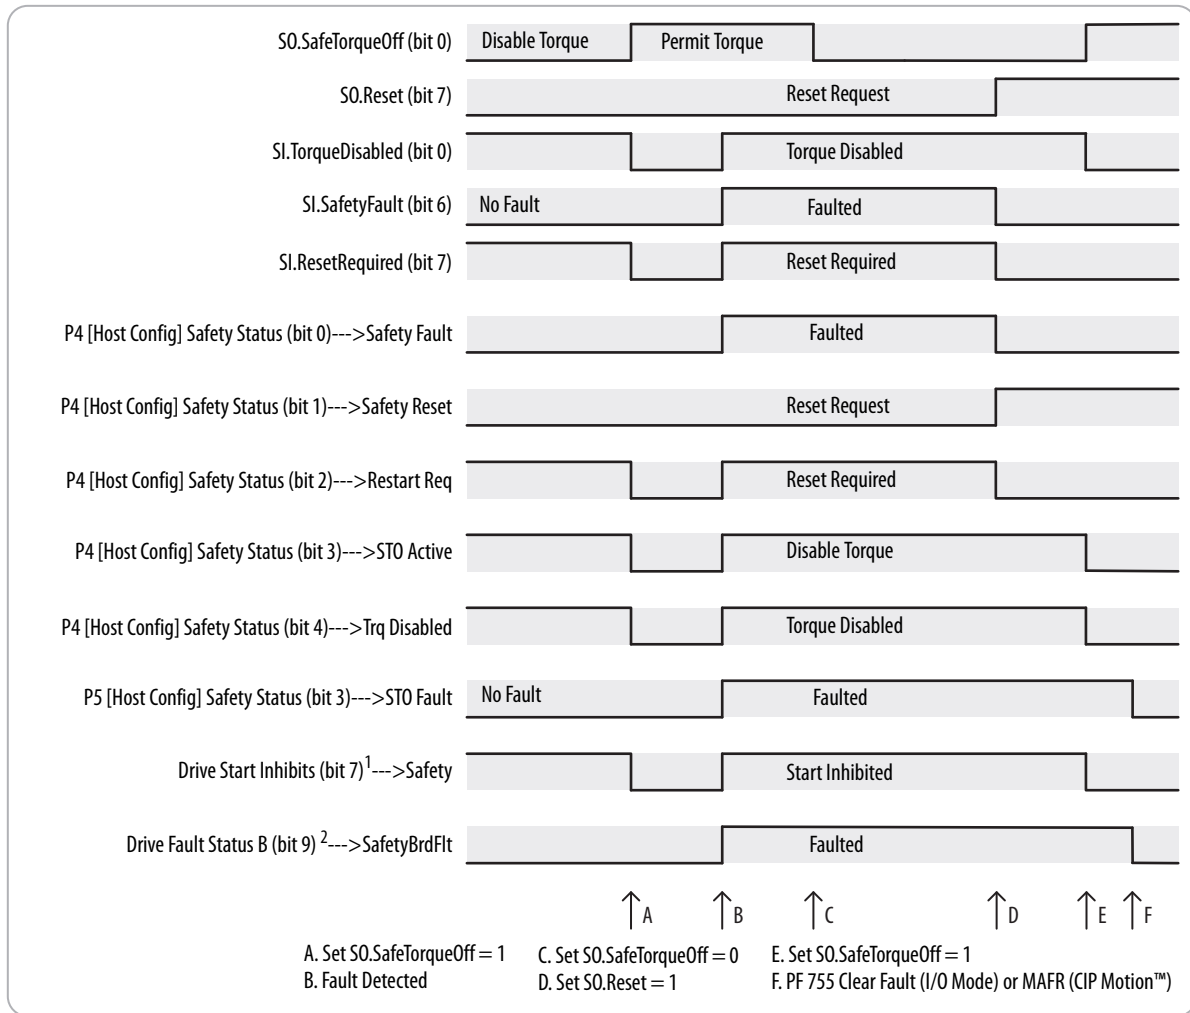 SO.SafeTorqueOff (bit 0) Disable Torque Permit Torque
SO.Reset (bit 7) Reset Request
SI.TorqueDisabled (bit 0) Torque Disabled
SI.SafetyFault (bit 6) No Fault Faulted
SI.ResetRequired (bit 7) Reset Required
P4 [Host Config] Safety Status (bit 0)--->Safety Fault Faulted
P4 [Host Config] Safety Status (bit 1)--->Safety Reset Reset Request
P4 [Host Config] Safety Status (bit 2)--->Restart Req Reset Required
P4 [Host Config] Safety Status (bit 3)--->STO Active Disable Torque
P4 [Host Config] Safety Status (bit 4)--->Trq Disabled Torque Disabled
P5 [Host Config] Safety Status (bit 3)--->STO Fault No Fault Faulted
Drive Start Inhibits (bit 7)1--->Safety Start Inhibited
Drive Fault Status B (bit 9) 2--->SafetyBrdFlt Faulted
A B C D E F
A. Set SO.SafeTorqueOff = 1 C. Set SO.SafeTorqueOff = 0 E. Set SO.SafeTorqueOff = 1
B. Fault Detected D. Set SO.Reset = 1 F. PF 755 Clear Fault (I/O Mode) or MAFR (CIP Motion™)